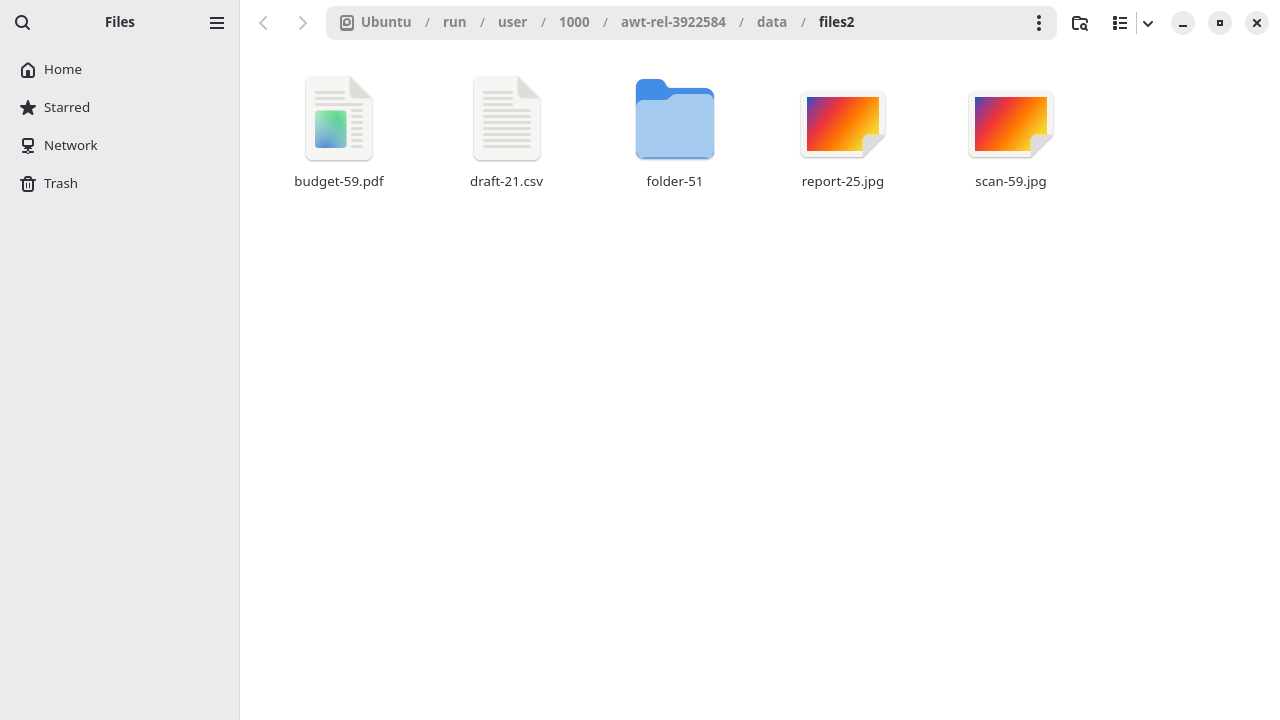 Files
Ubuntu / run / user / 1000 / awt-rel-3922584 / data / files2
Home
Starred
Network
Trash
budget-59.pdf
draft-21.csv
folder-51
report-25.jpg
scan-59.jpg